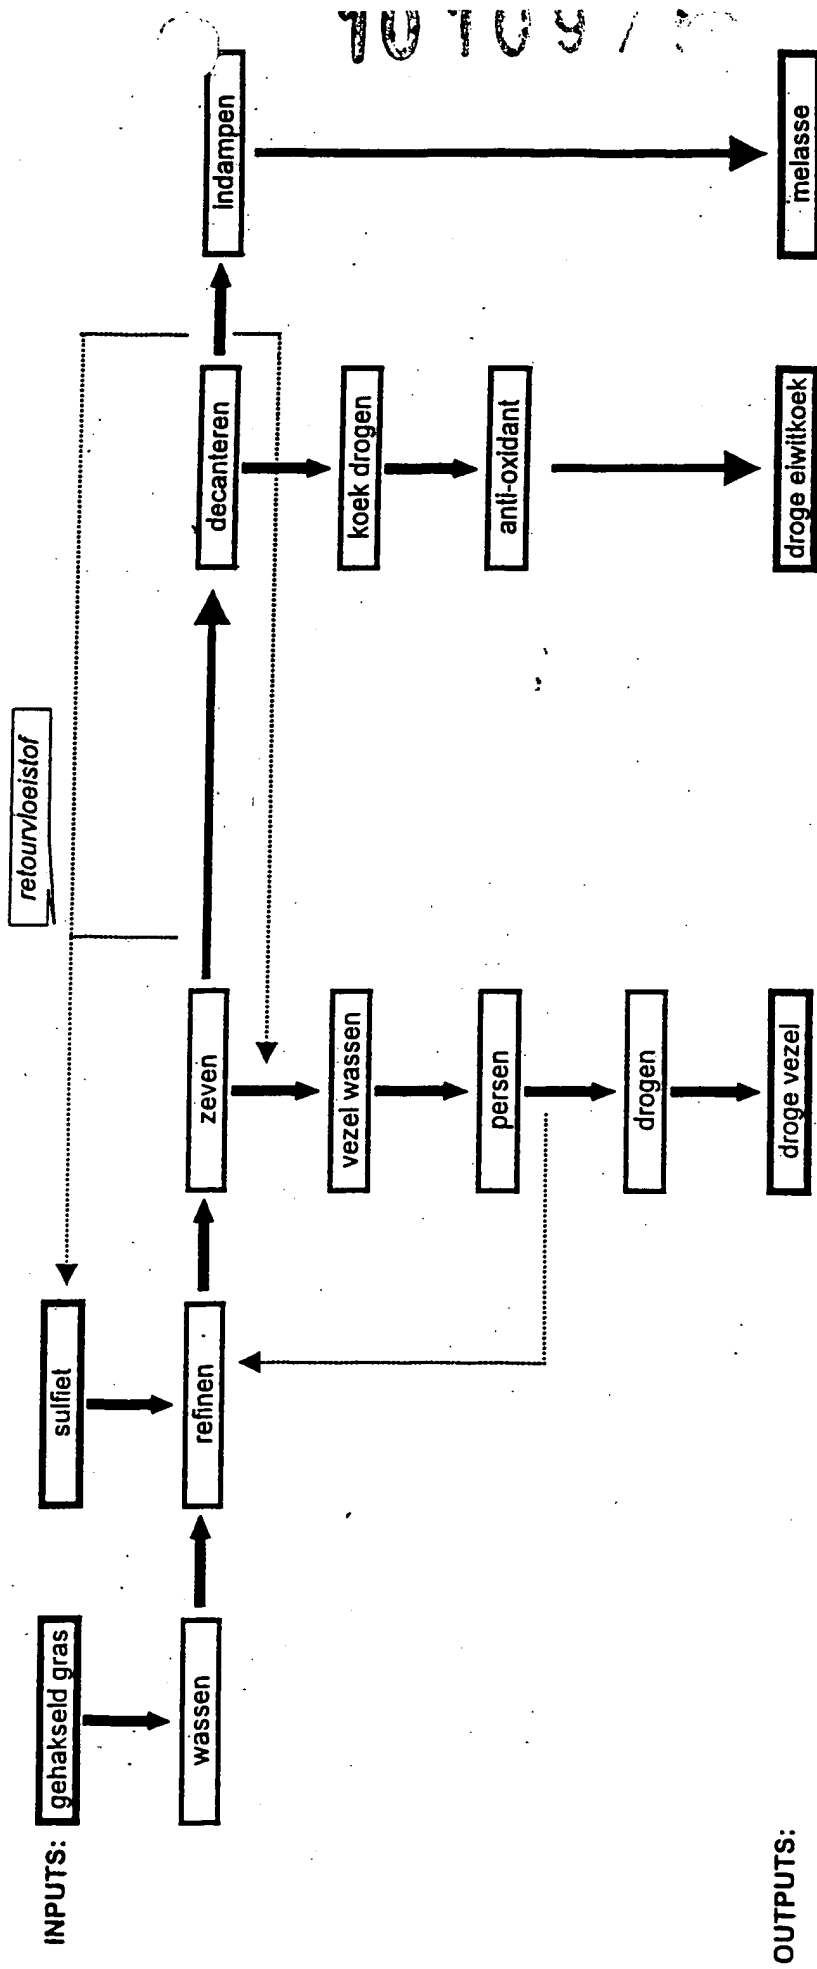 retourvloeistof
INPUTS: gehakseld gras
sulfiet
wassen
refinen
zeven
decanteren
indampen
vezel wassen
koek drogen
persen
anti-oxidant
drogen
OUTPUTS:
droge vezel
droge eiwitkoek
melasse